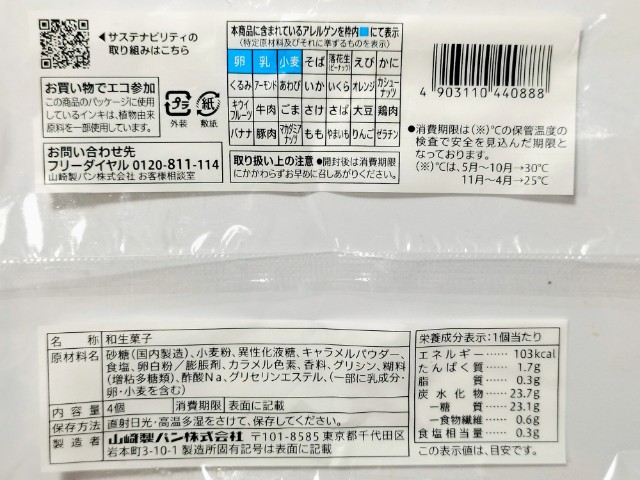 ◀サステナビリティの
取り組みはこちら
お買い物でエコ参加
この商品のパッケージに使用
しているインキは、植物由来
原料を一部使用しています。
プラ
外装
紙
敷紙
お問い合わせ先
フリーダイヤル 0120-811-114
山崎製パン株式会社 お客様相談室
本商品に含まれているアレルゲンを枠内■にて表示
(特定原材料及びそれに準ずるものを表示)
卵 乳 小麦 そば 落花生(ピーナッツ) えび かに
くるみ アーモンド あわび いか いくら オレンジ カシューナッツ
キウイフルーツ 牛肉 ごま さけ さば 大豆 鶏肉
バナナ 豚肉 マカダミアナッツ もも やまいも りんご ゼラチン
取り扱い上の注意 ●開封後は消費期限
にかかわらずお早めに召しあがりください。
4 903110 440888
●消費期限は(※)℃の保管温度の
検査で安全を見込んだ期限と
なっております。
(※)℃は、5月〜10月→30℃
11月〜4月→25℃
名 称 和生菓子
原材料名 砂糖(国内製造)、小麦粉、異性化液糖、キャラメルパウダー、
食塩、卵白粉／膨脹剤、カラメル色素、香料、グリシン、糊料
(増粘多糖類)、酢酸Na、グリセリンエステル、(一部に乳成分・
卵・小麦を含む)
内容量 4個 消費期限 表面に記載
保存方法 直射日光・高温多湿をさけて、保存してください。
製造者 山崎製パン株式会社 〒101-8585 東京都千代田区
岩本町3-10-1 製造所固有記号は表面に記載
栄養成分表示：1個当たり
エネルギー 103kcal
たんぱく質 1.7g
脂質 0.3g
炭水化物 23.7g
－糖質 23.1g
－食物繊維 0.6g
食塩相当量 0.3g
この表示値は、目安です。